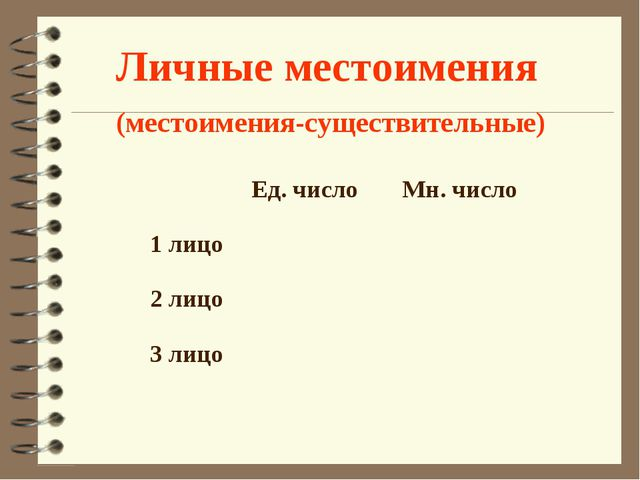 Личные местоимения
(местоимения-существительные)
Ед. число Мн. число
1 лицо
2 лицо
3 лицо